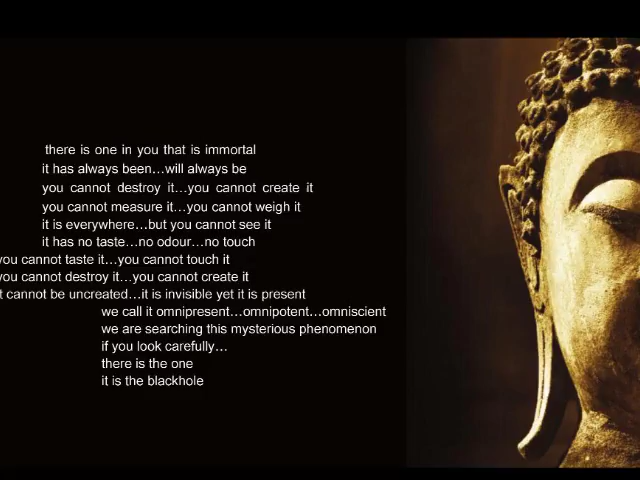 there is one in you that is immortal
it has always been...will always be
you cannot destroy it...you cannot create it
you cannot measure it...you cannot weigh it
it is everywhere...but you cannot see it
it has no taste...no odour...no touch
you cannot taste it...you cannot touch it
you cannot destroy it...you cannot create it
t cannot be uncreated...it is invisible yet it is present
we call it omnipresent...omnipotent...omniscient
we are searching this mysterious phenomenon
if you look carefully...
there is the one
it is the blackhole